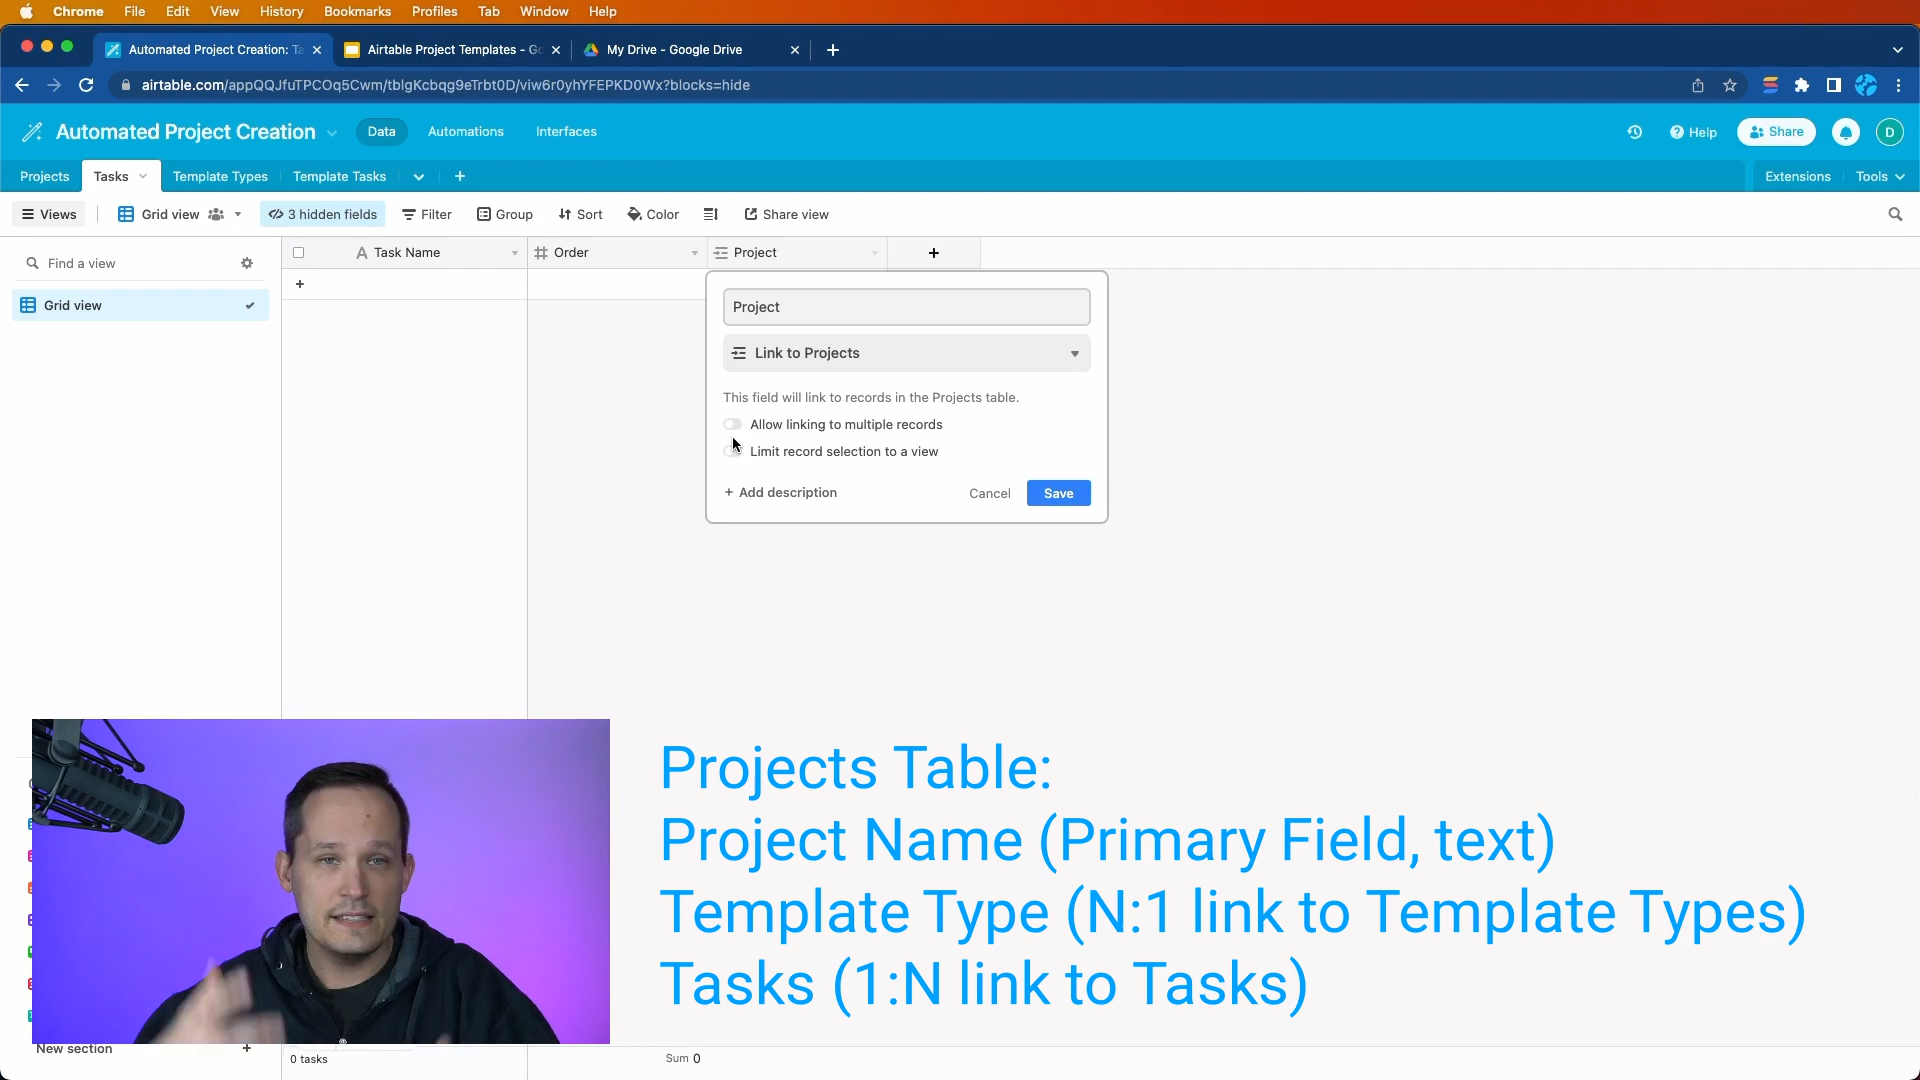 Chrome File Edit View History Bookmarks Profiles Tab Window Help
Automated Project Creation: Ta
Airtable Project Templates - Go
My Drive - Google Drive
airtable.com/appQQJfuTPCOq5Cwm/tblgKcbqg9eTrbt0D/viw6r0yhYFEPKD0Wx?blocks=hide
Automated Project Creation Data Automations Interfaces Help Share D
Projects Tasks Template Types Template Tasks Extensions Tools
Views Grid view 3 hidden fields Filter Group Sort Color Share view
Find a view
Task Name Order Project
Grid view
Project
Link to Projects
This field will link to records in the Projects table.
Allow linking to multiple records
Limit record selection to a view
+ Add description Cancel Save
Projects Table:
Project Name (Primary Field, text)
Template Type (N:1 link to Template Types)
Tasks (1:N link to Tasks)
New section
0 tasks Sum 0